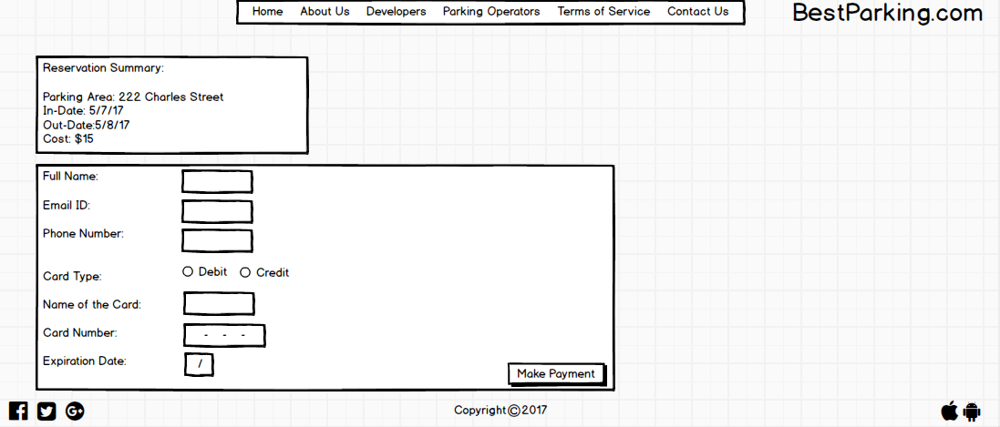 Home About Us Developers Parking Operators Terms of Service Contact Us
BestParking.com
Reservation Summary:
Parking Area: 222 Charles Street
In-Date: 5/7/17
Out-Date:5/8/17
Cost: $15
Full Name:
Email ID:
Phone Number:
Card Type: Debit Credit
Name of the Card:
Card Number: - - -
Expiration Date: /
Make Payment
Copyright©2017